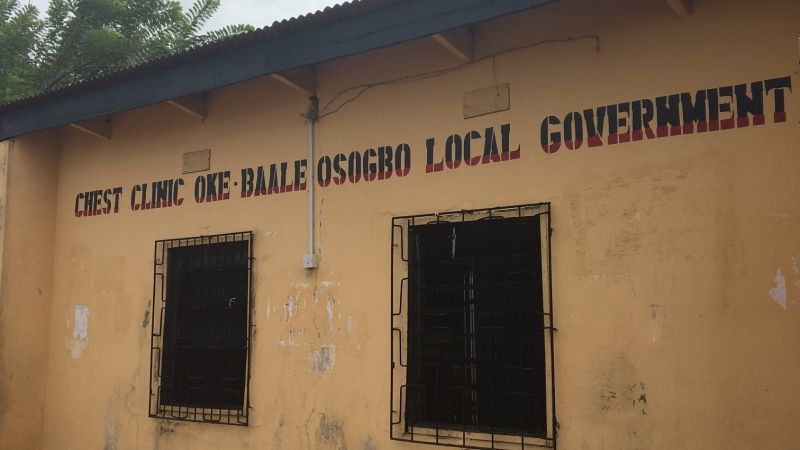 CHEST CLINIC OKE-BAALE OSOGBO LOCAL GOVERNMENT